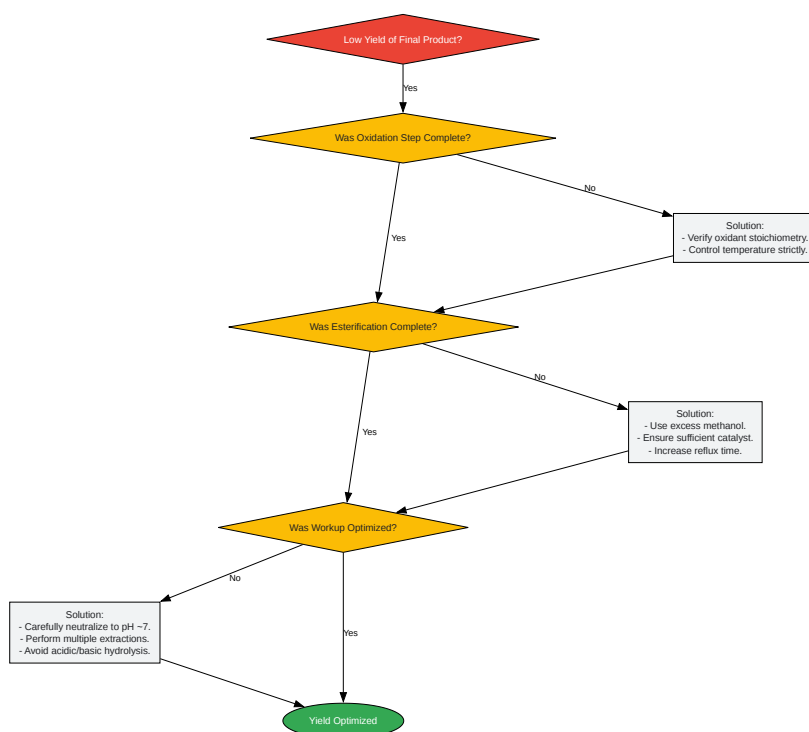 Low Yield of Final Product?
Yes
Was Oxidation Step Complete?
No
Solution:
- Verify oxidant stoichiometry.
- Control temperature strictly.
Yes
Was Esterification Complete?
No
Solution:
- Use excess methanol.
- Ensure sufficient catalyst.
- Increase reflux time.
Yes
Was Workup Optimized?
No
Solution:
- Carefully neutralize to pH ~7.
- Perform multiple extractions.
- Avoid acidic/basic hydrolysis.
Yes
Yield Optimized